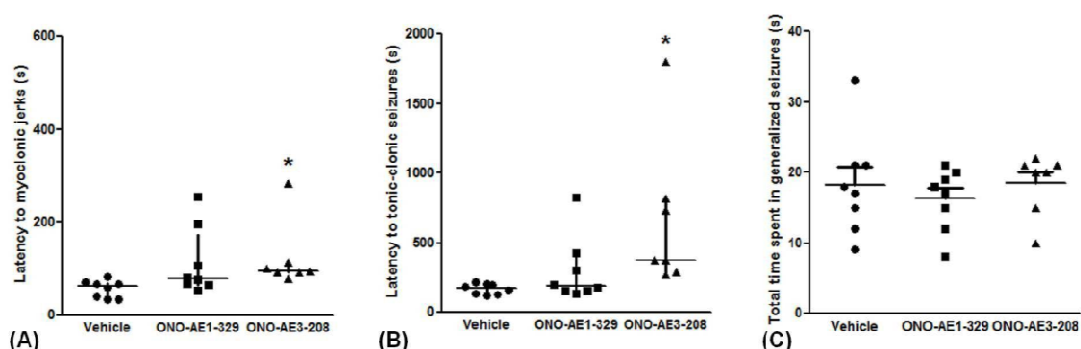 Latency to myoclonic jerks (s)
600
400
200
0
*
Vehicle ONO-AE1-329 ONO-AE3-208
(A)
Latency to tonic-clonic seizures (s)
2000
1500
1000
500
0
*
Vehicle ONO-AE1-329 ONO-AE3-208
(B)
Total time spent in generalized seizures (s)
40
30
20
10
0
Vehicle ONO-AE1-329 ONO-AE3-208
(C)